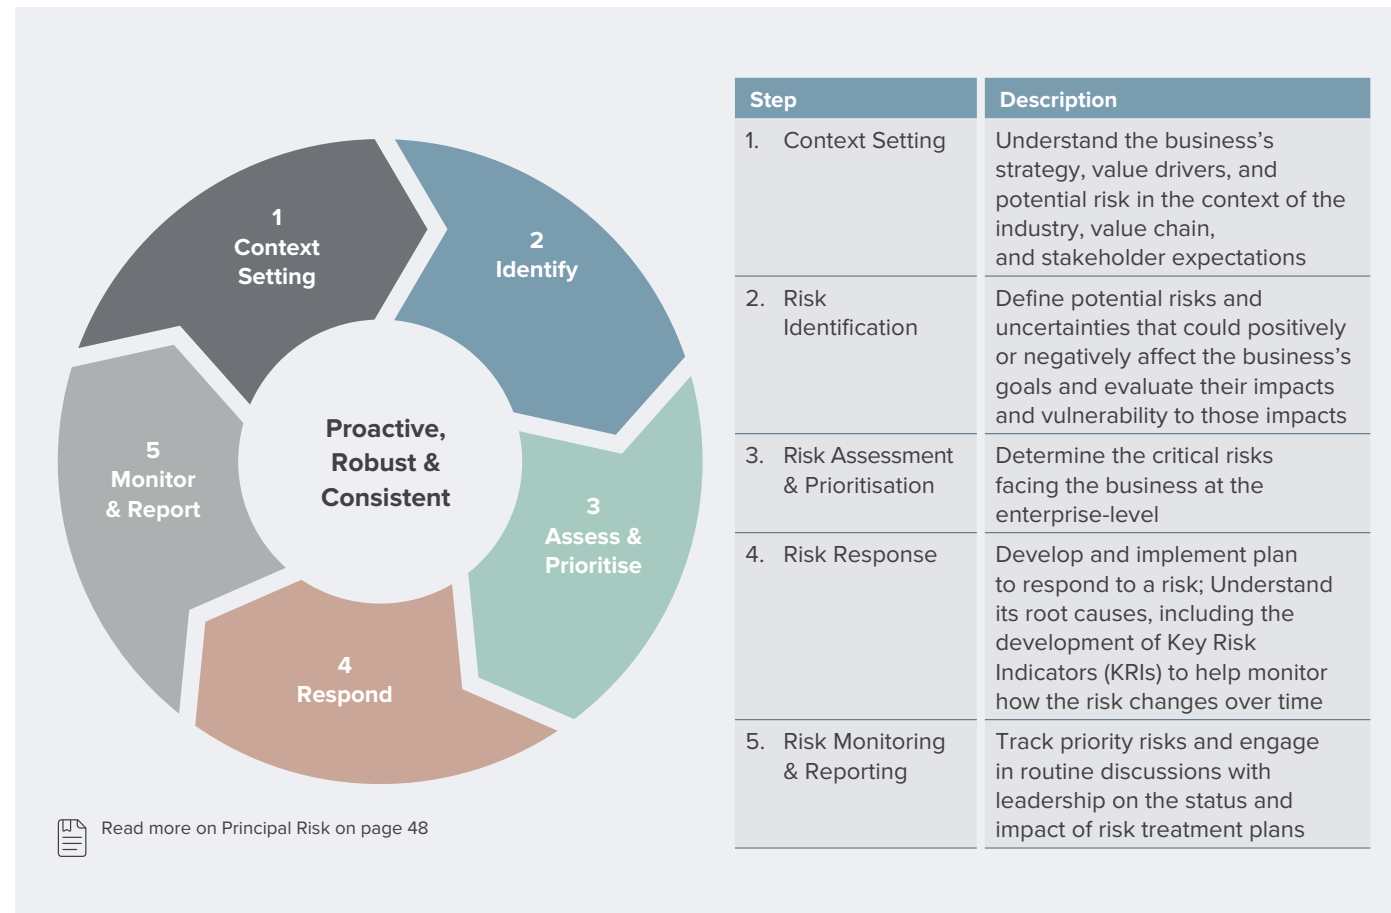 1
Context
Setting
2
Identify
3
Assess &
Prioritise
4
Respond
5
Monitor
& Report
Proactive,
Robust &
Consistent
Read more on Principal Risk on page 48
Step Description
1. Context Setting
Understand the business’s
strategy, value drivers, and
potential risk in the context of the
industry, value chain,
and stakeholder expectations
2. Risk
Identification
Define potential risks and
uncertainties that could positively
or negatively affect the business’s
goals and evaluate their impacts
and vulnerability to those impacts
3. Risk Assessment
& Prioritisation
Determine the critical risks
facing the business at the
enterprise-level
4. Risk Response
Develop and implement plan
to respond to a risk; Understand
its root causes, including the
development of Key Risk
Indicators (KRIs) to help monitor
how the risk changes over time
5. Risk Monitoring
& Reporting
Track priority risks and engage
in routine discussions with
leadership on the status and
impact of risk treatment plans